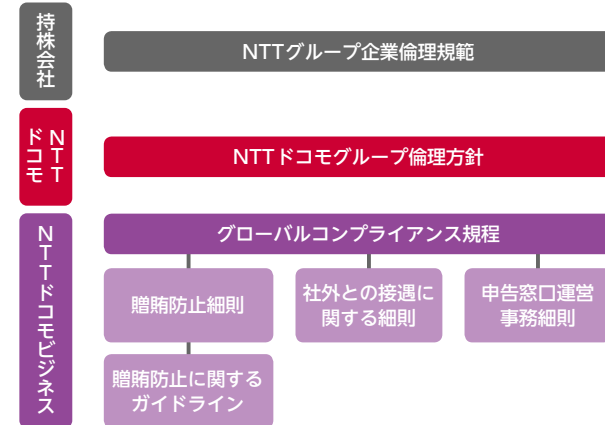 持株会社
NTTグループ企業倫理規範
NTT
ドコモ
NTTドコモグループ倫理方針
NTTドコモビジネス
グローバルコンプライアンス規程
贈賄防止細則
社外との接遇に
関する細則
申告窓口運営
事務細則
贈賄防止に関する
ガイドライン